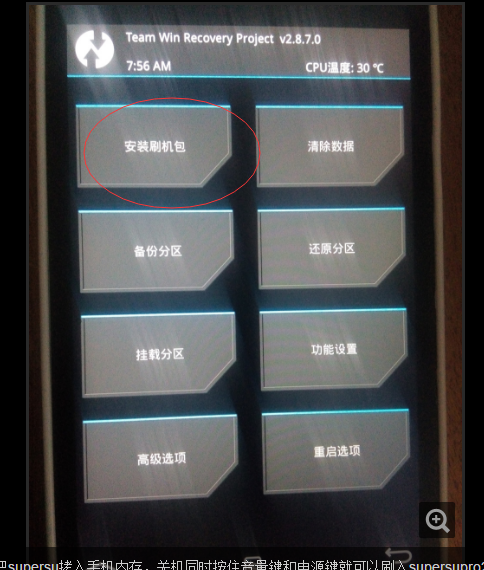 Team Win Recovery Project v2.8.7.0
7:56 AM
CPU温度: 30 ℃
安装刷机包
清除数据
备份分区
还原分区
挂载分区
功能设置
高级选项
重启选项
把supersu拷入手机内存，关机同时按住音量键和电源键就可以刷入supersupro